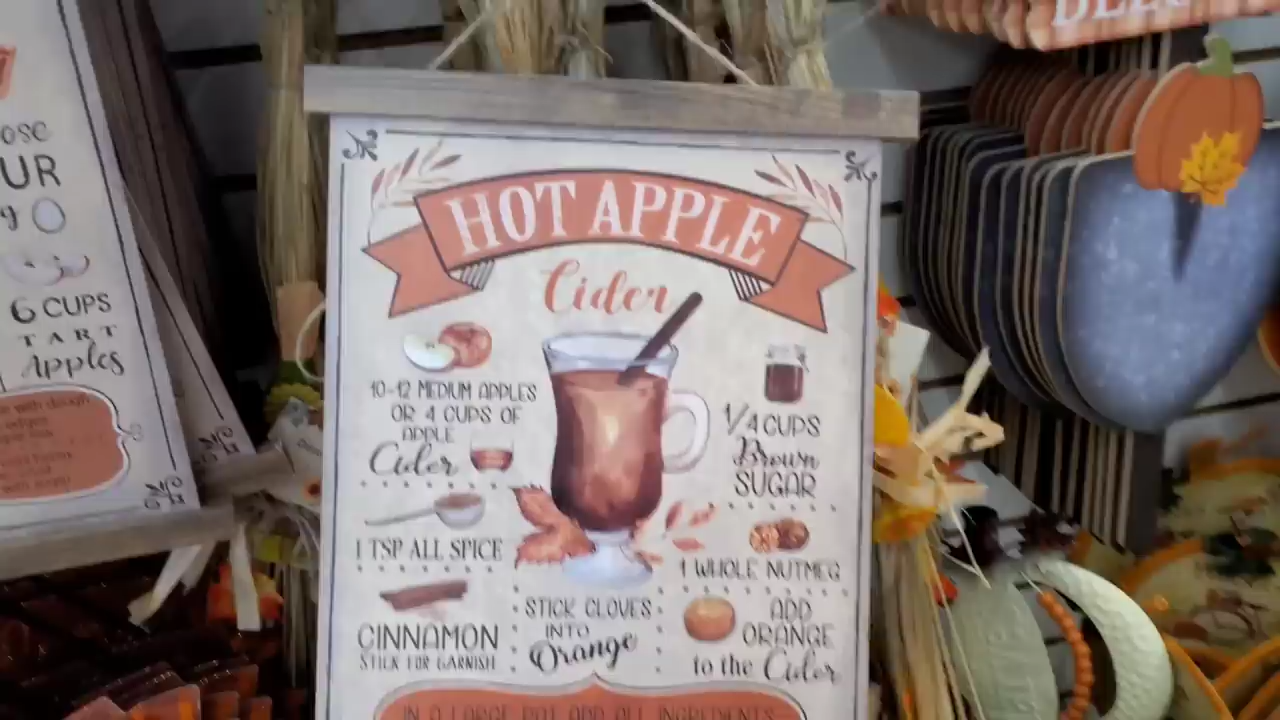 HOT APPLE
Cider
10-12 MEDIUM APPLES
OR 4 CUPS OF
APPLE
Cider
1/4 CUPS
Brown
SUGAR
1 TSP ALL SPICE
1 WHOLE NUTMEG
CINNAMON
STICK FOR GARNISH
STICK CLOVES
INTO
Orange
ADD
ORANGE
to the Cider
IN A LARGE POT ADD ALL INGREDIENTS
6 CUPS
TART
Apples